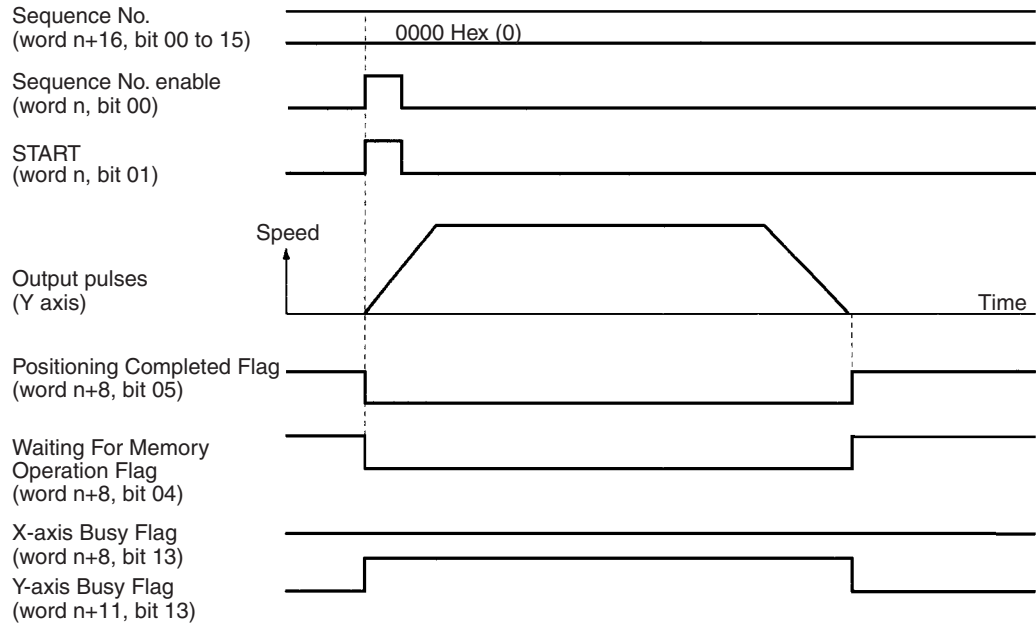 Sequence No.
(word n+16, bit 00 to 15)
0000 Hex (0)
Sequence No. enable
(word n, bit 00)
START
(word n, bit 01)
Speed
Output pulses
(Y axis)
Time
Positioning Completed Flag
(word n+8, bit 05)
Waiting For Memory
Operation Flag
(word n+8, bit 04)
X-axis Busy Flag
(word n+8, bit 13)
Y-axis Busy Flag
(word n+11, bit 13)